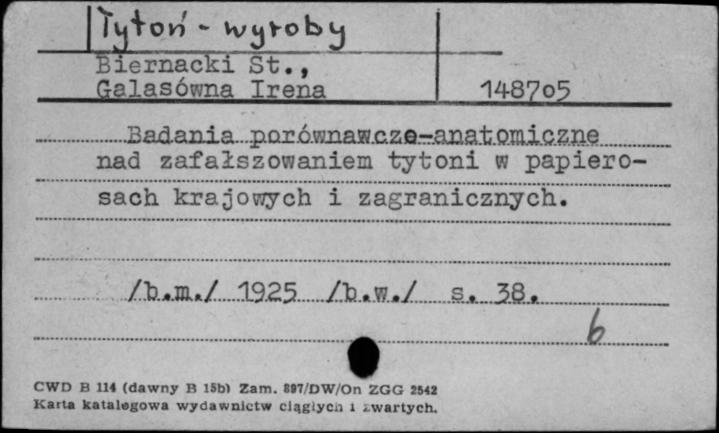 Tytoń - wyroby
Biernacki St.,
Galasówna Irena 148705
Badania porównawcze-anatomiczne
nad zafałszowaniem tytoni w papiero-
sach krajowych i zagranicznych.
/b.m./ 1925 /b.w./ s. 38.
b
CWD B 114 (dawny B 15b) Zam. 897/DW/On ZGG 2542
Karta katalogowa wydawnictw ciągłych i zwartych.